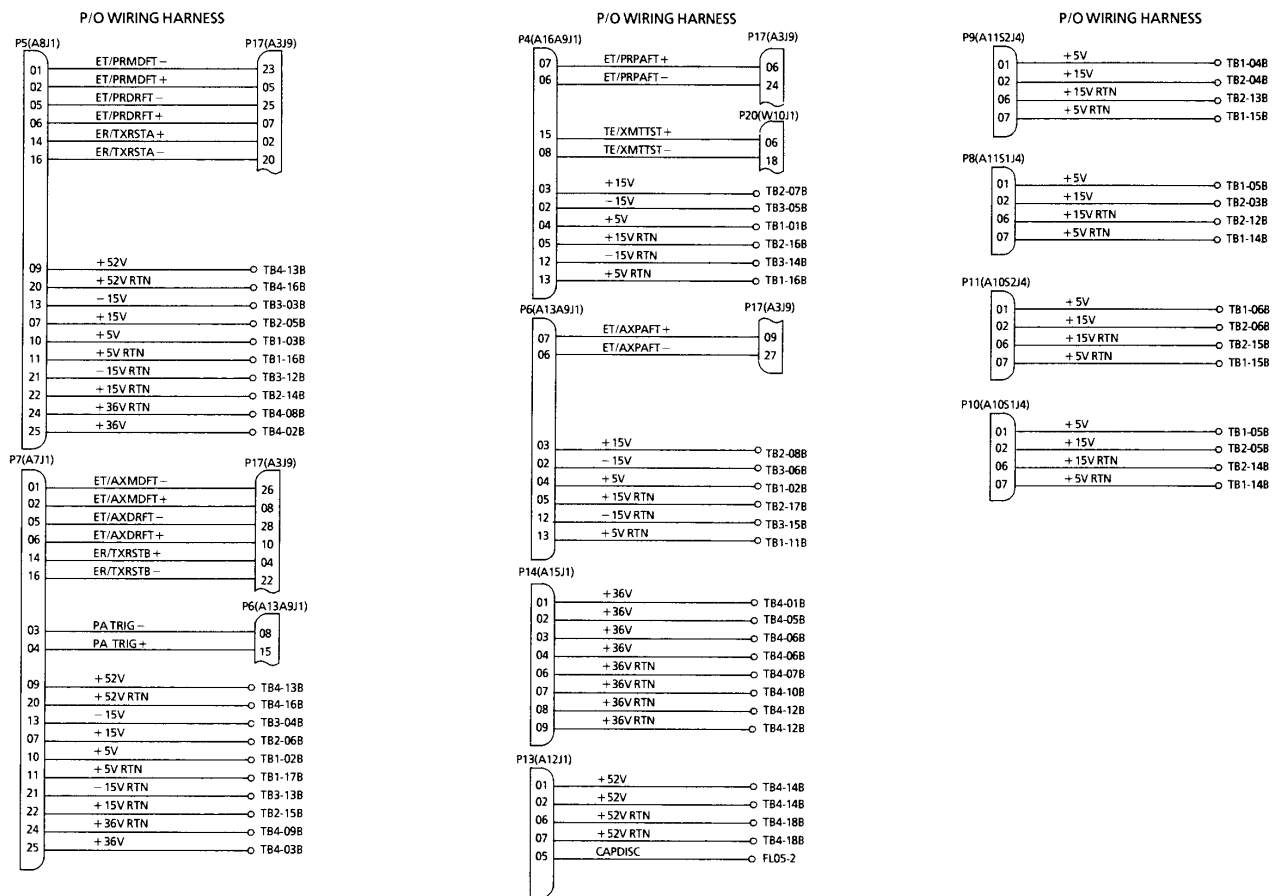 P/O WIRING HARNESS
P5(A8J1) P17(A3J9)
01 ET/PRMDFT− 23
02 ET/PRMDFT+ 05
05 ET/PRDRFT− 25
06 ET/PRDRFT+ 07
14 ER/TXRSTA+ 02
16 ER/TXRSTA− 20
09 +52V TB4-13B
20 +52V RTN TB4-16B
13 −15V TB3-03B
07 +15V TB2-05B
10 +5V TB1-03B
11 +5V RTN TB1-16B
21 −15V RTN TB3-12B
22 +15V RTN TB2-14B
24 +36V RTN TB4-08B
25 +36V TB4-02B
P7(A7J1) P17(A3J9)
01 ET/AXMDFT− 26
02 ET/AXMDFT+ 08
05 ET/AXDRFT− 28
06 ET/AXDRFT+ 10
14 ER/TXRSTB+ 04
16 ER/TXRSTB− 22
P6(A13A9J1)
03 PA TRIG− 08
04 PA TRIG+ 15
09 +52V TB4-13B
20 +52V RTN TB4-16B
13 −15V TB3-04B
07 +15V TB2-06B
10 +5V TB1-02B
11 +5V RTN TB1-17B
21 −15V RTN TB3-13B
22 +15V RTN TB2-15B
24 +36V RTN TB4-09B
25 +36V TB4-03B
P/O WIRING HARNESS
P4(A16A9J1) P17(A3J9)
07 ET/PRPAFT+ 06
06 ET/PRPAFT− 24
P20(W10J1)
15 TE/XMTTST+ 06
08 TE/XMTTST− 18
03 +15V TB2-07B
02 −15V TB3-05B
04 +5V TB1-01B
05 +15V RTN TB2-16B
12 −15V RTN TB3-14B
13 +5V RTN TB1-16B
P6(A13A9J1) P17(A3J9)
07 ET/AXPAFT+ 09
06 ET/AXPAFT− 27
03 +15V TB2-08B
02 −15V TB3-06B
04 +5V TB1-02B
05 +15V RTN TB2-17B
12 −15V RTN TB3-15B
13 +5V RTN TB1-11B
P14(A15J1)
01 +36V TB4-01B
02 +36V TB4-05B
03 +36V TB4-06B
04 +36V TB4-06B
06 +36V RTN TB4-07B
07 +36V RTN TB4-10B
08 +36V RTN TB4-12B
09 +36V RTN TB4-12B
P13(A12J1)
01 +52V TB4-14B
02 +52V TB4-14B
06 +52V RTN TB4-18B
07 +52V RTN TB4-18B
05 CAPDISC FL05-2
P/O WIRING HARNESS
P9(A11S2J4)
01 +5V TB1-04B
02 +15V TB2-04B
06 +15V RTN TB2-13B
07 +5V RTN TB1-15B
P8(A11S1J4)
01 +5V TB1-05B
02 +15V TB2-03B
06 +15V RTN TB2-12B
07 +5V RTN TB1-14B
P11(A10S2J4)
01 +5V TB1-06B
02 +15V TB2-06B
06 +15V RTN TB2-15B
07 +5V RTN TB1-15B
P10(A10S1J4)
01 +5V TB1-05B
02 +15V TB2-05B
06 +15V RTN TB2-14B
07 +5V RTN TB1-14B